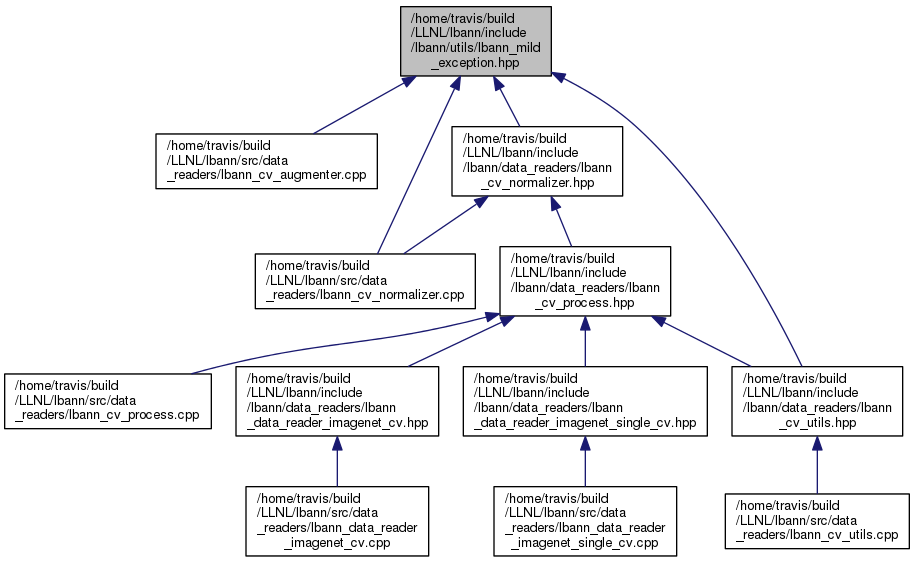 /home/travis/build
/LLNL/lbann/include
/lbann/utils/lbann_mild
_exception.hpp
/home/travis/build
/LLNL/lbann/src/data
_readers/lbann_cv_augmenter.cpp
/home/travis/build
/LLNL/lbann/include
/lbann/data_readers/lbann
_cv_normalizer.hpp
/home/travis/build
/LLNL/lbann/src/data
_readers/lbann_cv_normalizer.cpp
/home/travis/build
/LLNL/lbann/include
/lbann/data_readers/lbann
_cv_process.hpp
/home/travis/build
/LLNL/lbann/src/data
_readers/lbann_cv_process.cpp
/home/travis/build
/LLNL/lbann/include
/lbann/data_readers/lbann
_data_reader_imagenet_cv.hpp
/home/travis/build
/LLNL/lbann/include
/lbann/data_readers/lbann
_data_reader_imagenet_single_cv.hpp
/home/travis/build
/LLNL/lbann/include
/lbann/data_readers/lbann
_cv_utils.hpp
/home/travis/build
/LLNL/lbann/src/data
_readers/lbann_data_reader
_imagenet_cv.cpp
/home/travis/build
/LLNL/lbann/src/data
_readers/lbann_data_reader
_imagenet_single_cv.cpp
/home/travis/build
/LLNL/lbann/src/data
_readers/lbann_cv_utils.cpp